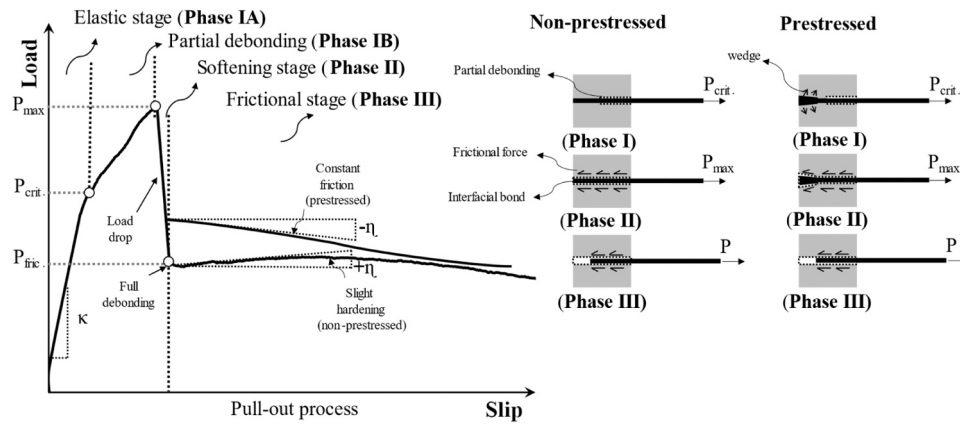 Elastic stage (Phase IA)
Partial debonding (Phase IB)
Softening stage (Phase II)
Frictional stage (Phase III)
Load
Pmax
Pcrit.
Pfric.
κ
Load
drop
Full
debonding
Constant
friction
(prestressed)
-η
+η
Slight
hardening
(non-prestressed)
Pull-out process
Slip
Non-prestressed
Partial debonding
Pcrit.
(Phase I)
Frictional force
Interfacial bond
Pmax
(Phase II)
P
(Phase III)
Prestressed
wedge
Pcrit.
(Phase I)
Pmax
(Phase II)
P
(Phase III)